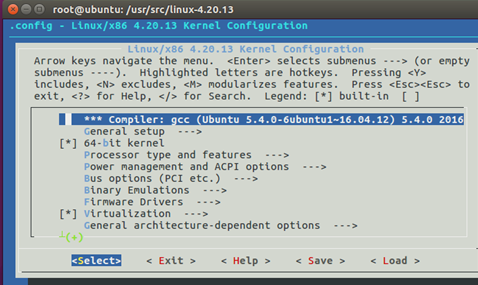 root@ubuntu: /usr/src/linux-4.20.13
.config - Linux/x86 4.20.13 Kernel Configuration
Linux/x86 4.20.13 Kernel Configuration
Arrow keys navigate the menu. <Enter> selects submenus ---> (or empty
submenus ----). Highlighted letters are hotkeys. Pressing <Y>
includes, <N> excludes, <M> modularizes features. Press <Esc><Esc> to
exit, <?> for Help, </> for Search. Legend: [*] built-in [ ]
*** Compiler: gcc (Ubuntu 5.4.0-6ubuntu1~16.04.12) 5.4.0 2016
General setup --->
[*] 64-bit kernel
Processor type and features --->
Power management and ACPI options --->
Bus options (PCI etc.) --->
Binary Emulations --->
Firmware Drivers --->
[*] Virtualization --->
General architecture-dependent options --->
┴(+)
<Select> < Exit > < Help > < Save > < Load >